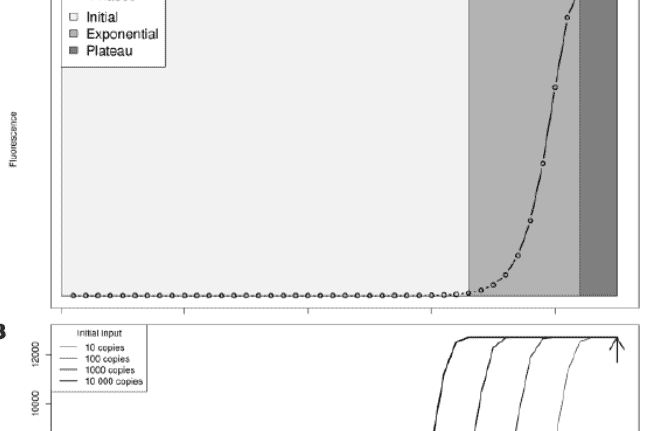 Initial
Exponential
Plateau
Fluorescence
Initial input
10 copies
100 copies
1000 copies
10 000 copies
12000
10000